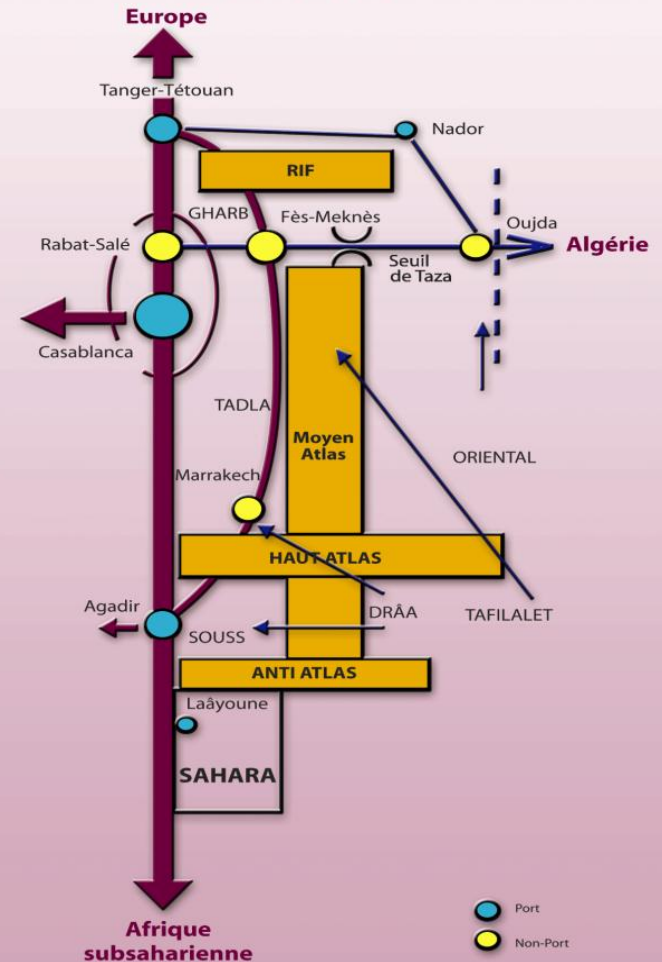 Europe
Tanger-Tétouan
Nador
RIF
GHARB
Fès-Meknès
Oujda
Rabat-Salé
Algérie
Seuil
de Taza
Casablanca
TADLA
Moyen
Atlas
ORIENTAL
Marrakech
HAUT ATLAS
Agadir
DRÂA
TAFILALET
SOUSS
ANTI ATLAS
Laâyoune
SAHARA
Afrique
subsaharienne
Port
Non-Port